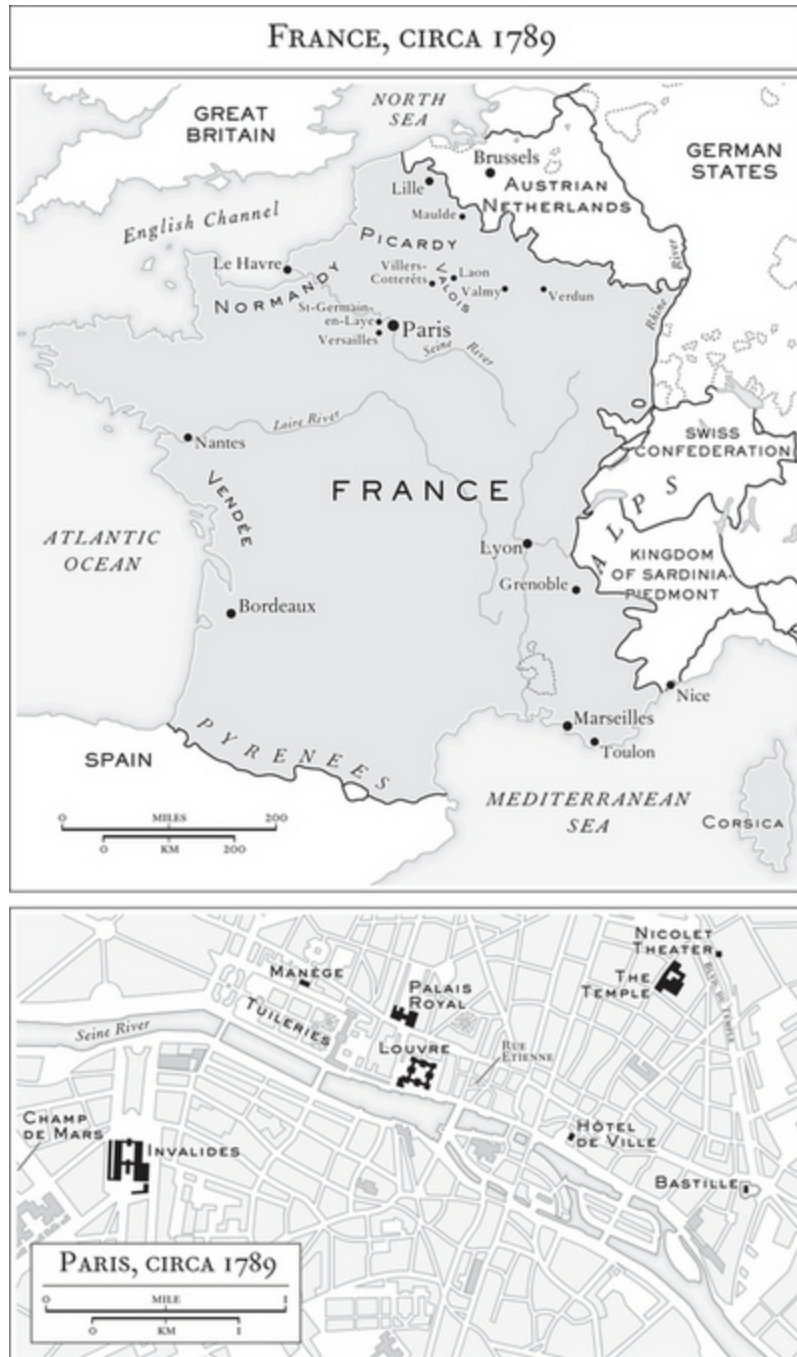 FRANCE, CIRCA 1789
NORTH
SEA
GREAT
BRITAIN
GERMAN
STATES
Brussels
Lille
AUSTRIAN
NETHERLANDS
Maulde
English Channel
PICARDY
Le Havre
NORMANDY
Villers-
Cotterêts
Laon
VALOIS
Valmy
Verdun
Rhine
River
St-Germain-
en-Laye
Paris
Versailles
Seine
River
Loire River
Nantes
SWISS
CONFEDERATION
VENDÉE
FRANCE
ALPS
ATLANTIC
OCEAN
Lyon
KINGDOM
OF SARDINIA-
PIEDMONT
Grenoble
Bordeaux
Nice
Marseilles
Toulon
PYRENEES
SPAIN
MEDITERRANEAN
SEA
CORSICA
0 MILES 200
0 KM 200
NICOLET
THEATER
MANÈGE
PALAIS
ROYAL
THE
TEMPLE
BLVD. DU TEMPLE
TUILERIES
Seine River
LOUVRE
RUE
ETIENNE
CHAMP
DE MARS
INVALIDES
HÔTEL
DE VILLE
BASTILLE
PARIS, CIRCA 1789
0 MILE 1
0 KM 1